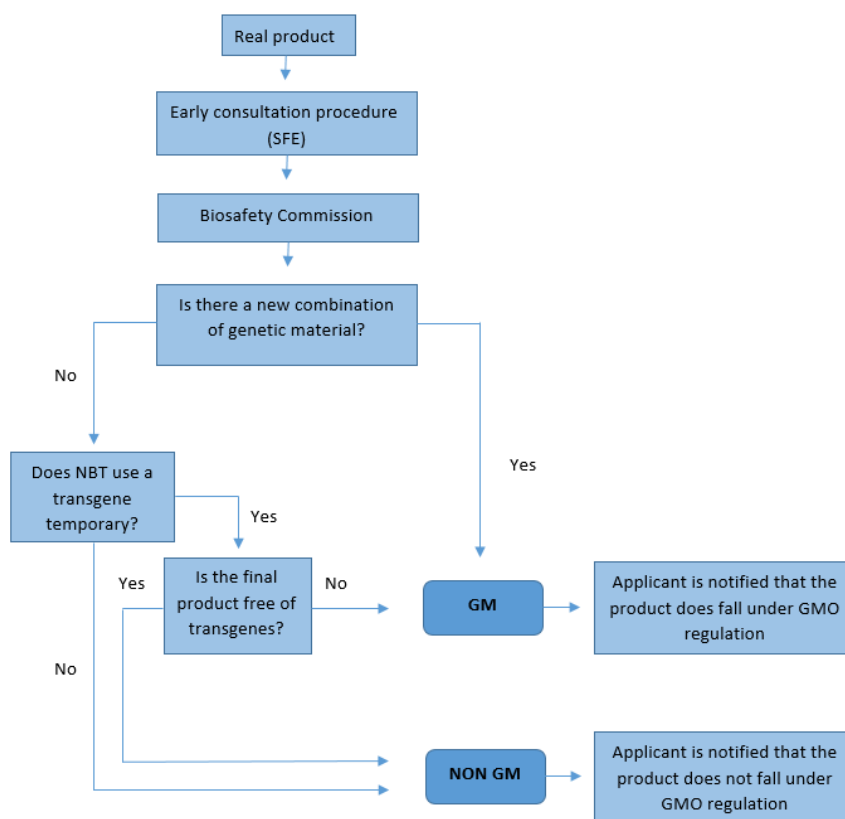 Real product
Early consultation procedure
(SFE)
Biosafety Commission
Is there a new combination
of genetic material?
No
Yes
Does NBT use a
transgene
temporary?
Yes
Yes
Is the final
product free of
transgenes?
No
GM
Applicant is notified that the
product does fall under GMO
regulation
No
NON GM
Applicant is notified that the
product does not fall under
GMO regulation